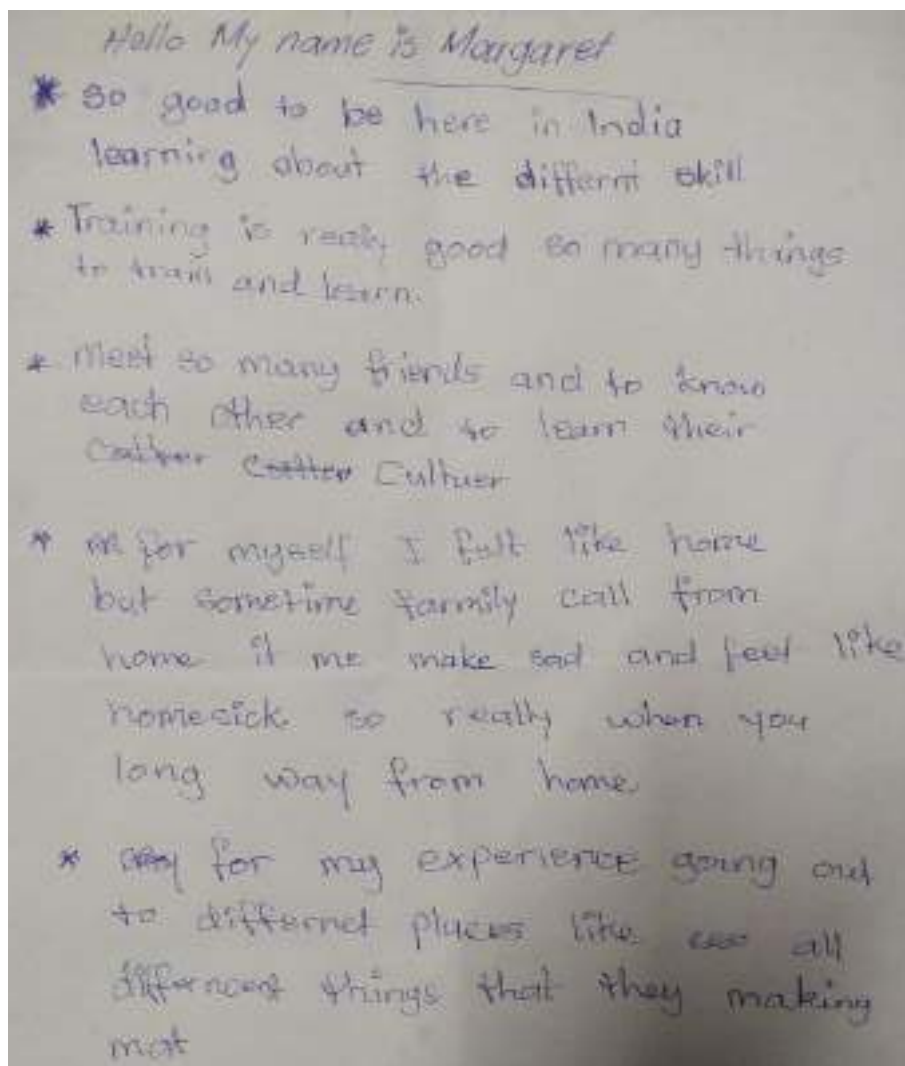 Hello My name is Margaret
* so good to be here in India
learning about the differnt skill
* Training is realy good so many things
to train and learn.
* meet so many friends and to know
each other and to learn their
Cultuer
* for myself I felt like home
but sometime farmily call from
home it me make sad and feel like
homesick so really when you
long way from home
* for my experience going out
to differnet places like all
differncent things that they making
mat